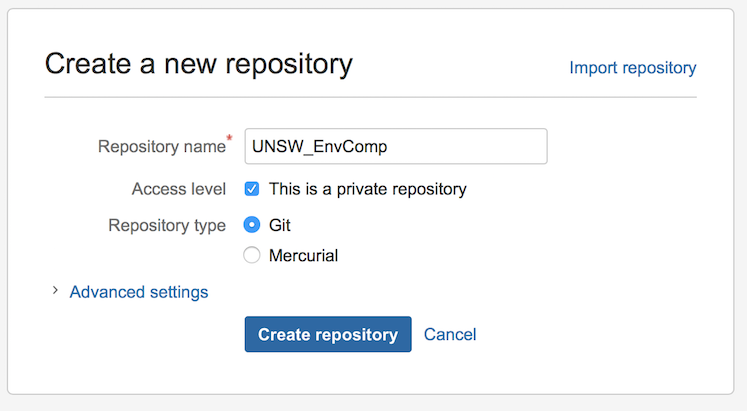 Create a new repository
Import repository
Repository name*
UNSW_EnvComp
Access level
This is a private repository
Repository type
Git
Mercurial
Advanced settings
Create repository
Cancel